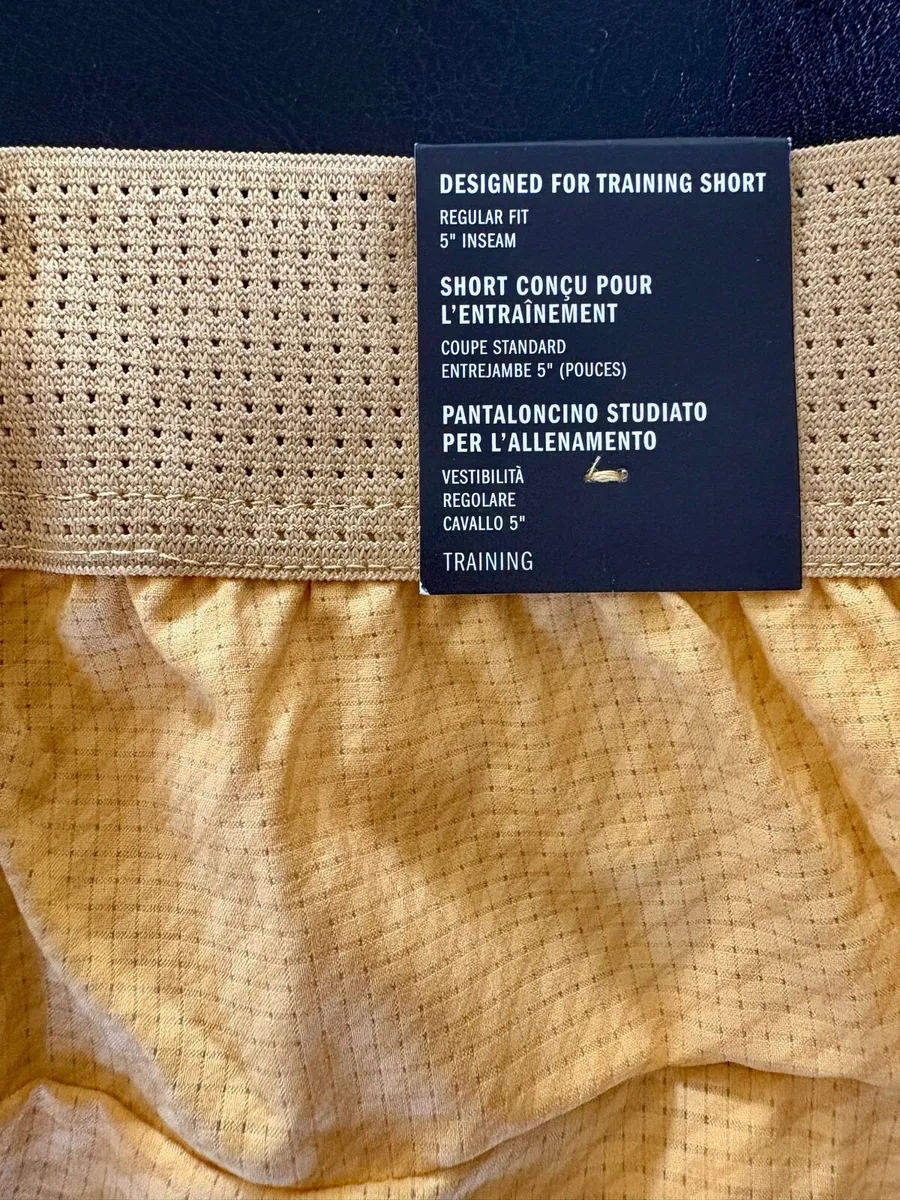 DESIGNED FOR TRAINING SHORT
REGULAR FIT
5" INSEAM
SHORT CONÇU POUR
L'ENTRAÎNEMENT
COUPE STANDARD
ENTREJAMBE 5" (POUCES)
PANTALONCINO STUDIATO
PER L'ALLENAMENTO
VESTIBILITÀ
REGOLARE
CAVALLO 5"
TRAINING